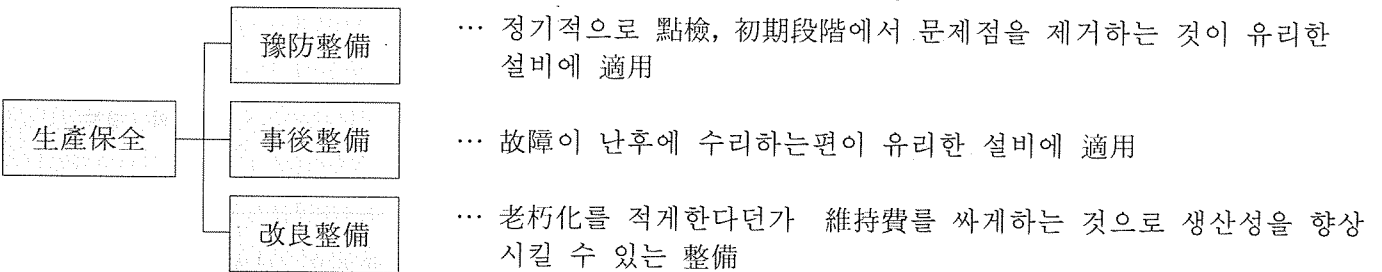 豫防整備
… 정기적으로 點檢, 初期段階에서 문제점을 제거하는 것이 유리한
설비에 適用
生産保全
事後整備
… 故障이 난후에 수리하는편이 유리한 설비에 適用
改良整備
… 老朽化를 적게한다던가 維持費를 싸게하는 것으로 생산성을 향상
시킬 수 있는 整備